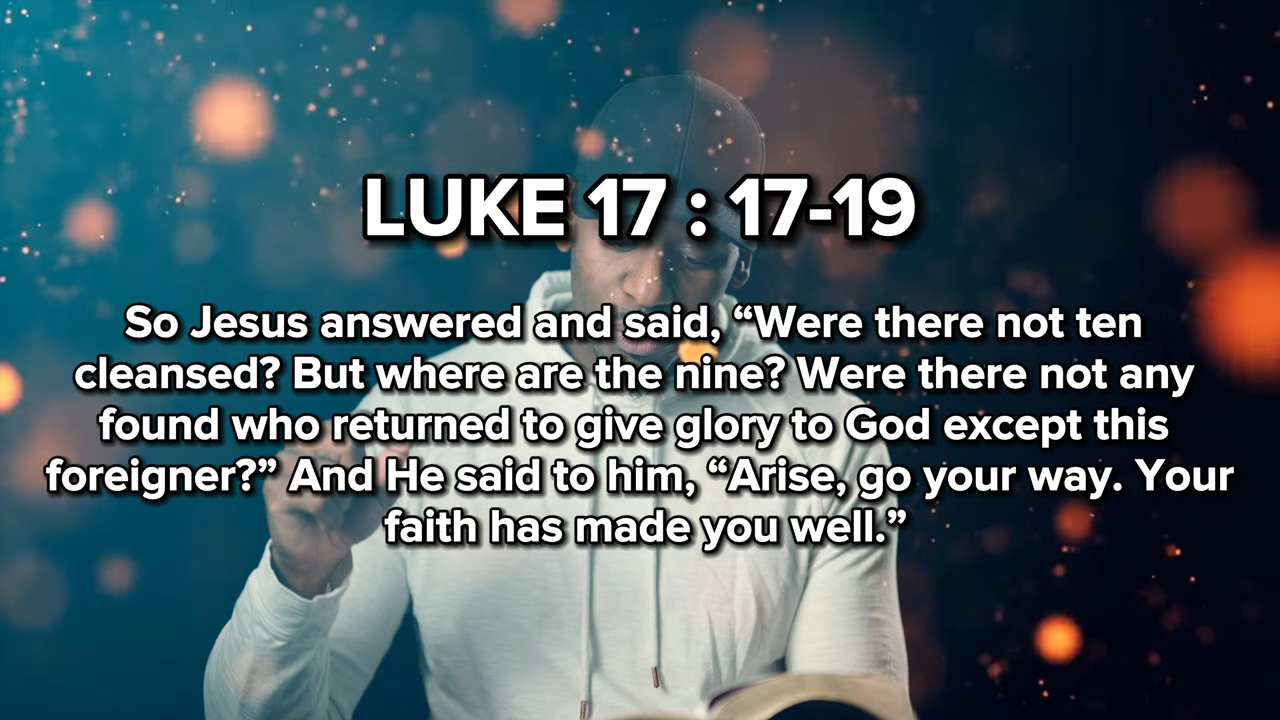 LUKE 17 : 17-19
So Jesus answered and said, “Were there not ten
cleansed? But where are the nine? Were there not any
found who returned to give glory to God except this
foreigner?” And He said to him, “Arise, go your way. Your
faith has made you well.”